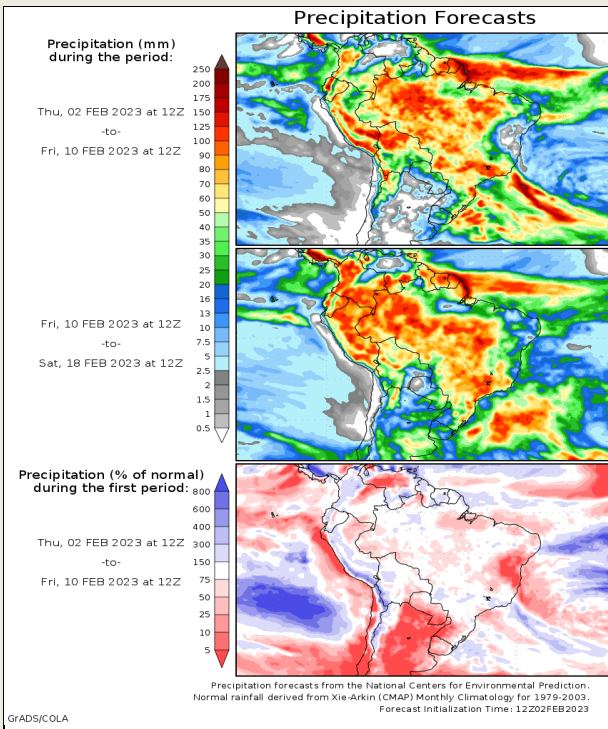 Precipitation Forecasts
Precipitation (mm)
during the period:
Thu, 02 FEB 2023 at 12Z
-to-
Fri, 10 FEB 2023 at 12Z
250
200
175
150
125
100
90
80
70
60
50
40
35
30
25
20
16
13
10
7.5
5
2.5
2
1.5
1
0.5
Fri, 10 FEB 2023 at 12Z
-to-
Sat, 18 FEB 2023 at 12Z
Precipitation (% of normal)
during the first period:
Thu, 02 FEB 2023 at 12Z
-to-
Fri, 10 FEB 2023 at 12Z
800
600
400
300
150
75
50
25
10
5
Precipitation forecasts from the National Centers for Environmental Prediction.
Normal rainfall derived from Xie-Arkin (CMAP) Monthly Climatology for 1979-2003.
Forecast Initialization Time: 12Z02FEB2023
GrADS/COLA